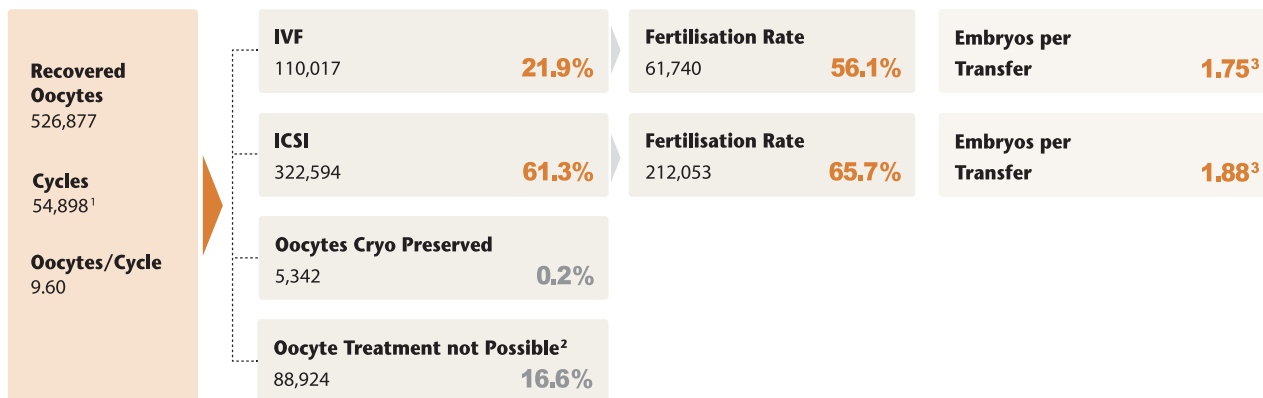 Recovered
Oocytes
526,877
Cycles
54,898¹
Oocytes/Cycle
9.60
IVF
110,017 21.9%
Fertilisation Rate
61,740 56.1%
Embryos per
Transfer 1.75³
ICSI
322,594 61.3%
Fertilisation Rate
212,053 65.7%
Embryos per
Transfer 1.88³
Oocytes Cryo Preserved
5,342 0.2%
Oocyte Treatment not Possible²
88,924 16.6%